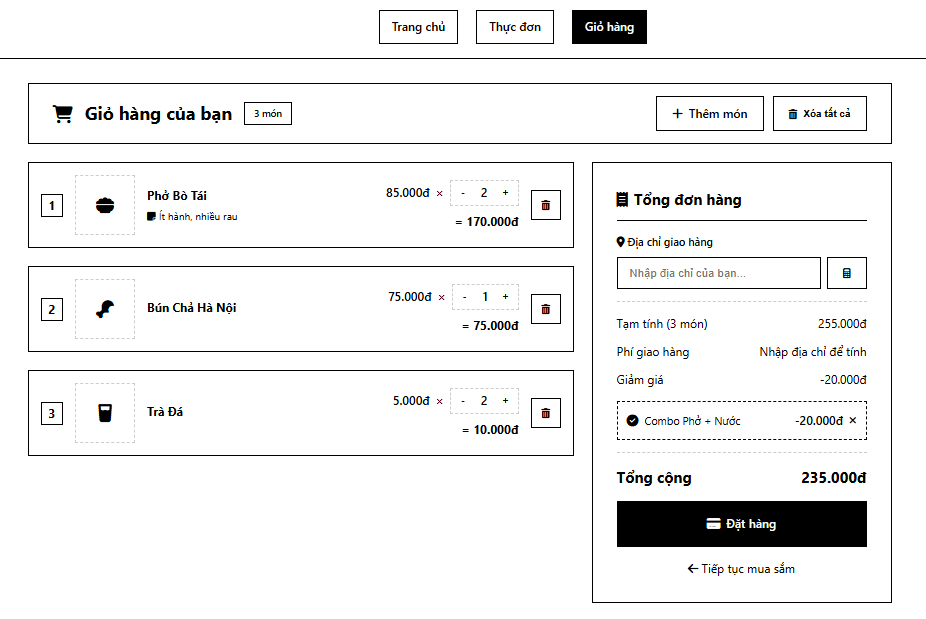 Trang chủ
Thực đơn
Giỏ hàng
Giỏ hàng của bạn
3 món
+ Thêm món
Xóa tất cả
1
Phở Bò Tái
Ít hành, nhiều rau
85.000đ × - 2 +
= 170.000đ
2
Bún Chả Hà Nội
75.000đ × - 1 +
= 75.000đ
3
Trà Đá
5.000đ × - 2 +
= 10.000đ
Tổng đơn hàng
Địa chỉ giao hàng
Nhập địa chỉ của bạn...
Tạm tính (3 món) 255.000đ
Phí giao hàng Nhập địa chỉ để tính
Giảm giá -20.000đ
Combo Phở + Nước -20.000đ ×
Tổng cộng 235.000đ
Đặt hàng
← Tiếp tục mua sắm